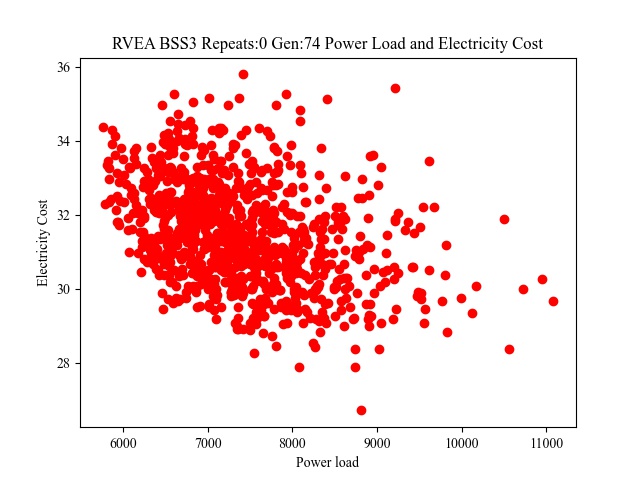 RVEA BSS3 Repeats:0 Gen:74 Power Load and Electricity Cost
36
34
32
30
28
Electricity Cost
6000 7000 8000 9000 10000 11000
Power load